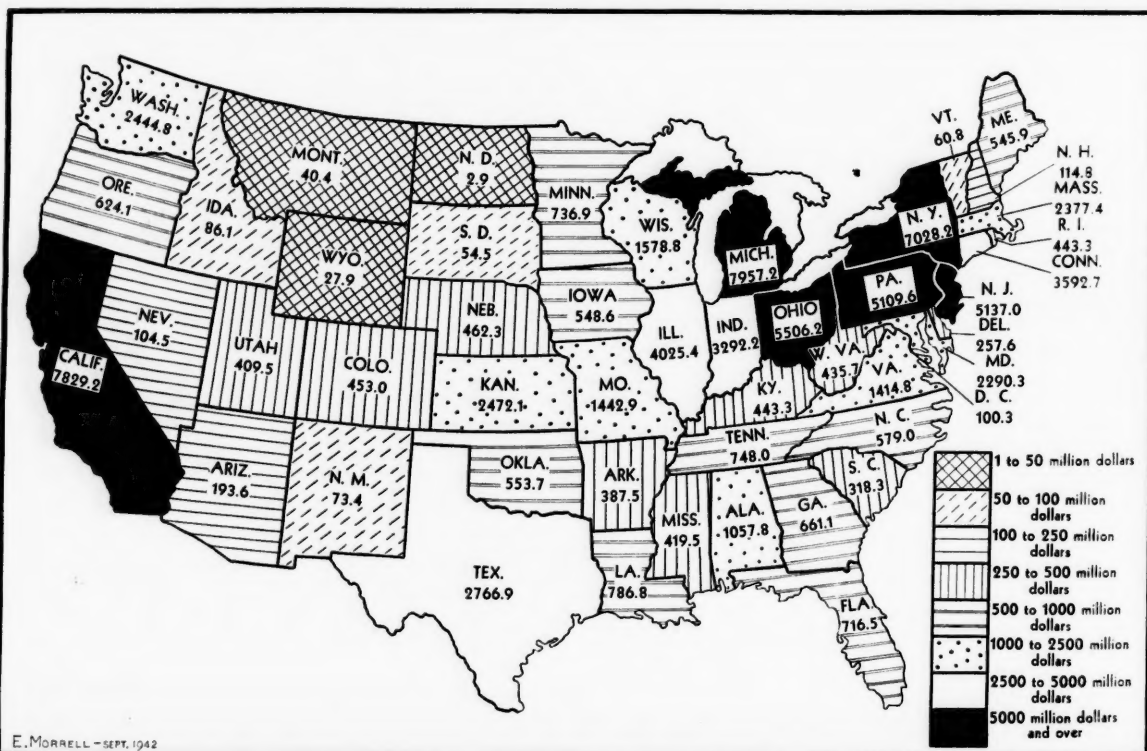 WASH.
2444.8
ORE.
624.1
CALIF.
7829.2
NEV.
104.5
IDA.
86.1
MONT.
40.4
WYO.
27.9
UTAH
409.5
COLO.
453.0
ARIZ.
193.6
N. M.
73.4
N. D.
2.9
S. D.
54.5
NEB.
462.3
KAN.
2472.1
OKLA.
553.7
TEX.
2766.9
MINN.
736.9
IOWA
548.6
MO.
1442.9
ARK.
387.5
LA.
786.8
WIS.
1578.8
ILL.
4025.4
MICH.
7957.2
IND.
3292.2
OHIO
5506.2
KY.
443.3
TENN.
748.0
MISS.
419.5
ALA.
1057.8
GA.
661.1
FLA.
716.5
S. C.
318.3
N. C.
579.0
VA.
1414.8
W. VA
435.7
PA.
5109.6
N. Y.
7028.2
VT.
60.8
ME.
545.9
N. H.
114.8
MASS.
2377.4
R. I.
443.3
CONN.
3592.7
N. J.
5137.0
DEL.
257.6
MD.
2290.3
D. C.
100.3
1 to 50 million dollars
50 to 100 million
dollars
100 to 250 million
dollars
250 to 500 million
dollars
500 to 1000 million
dollars
1000 to 2500 million
dollars
2500 to 5000 million
dollars
5000 million dollars
and over
E. MORRELL - SEPT. 1942